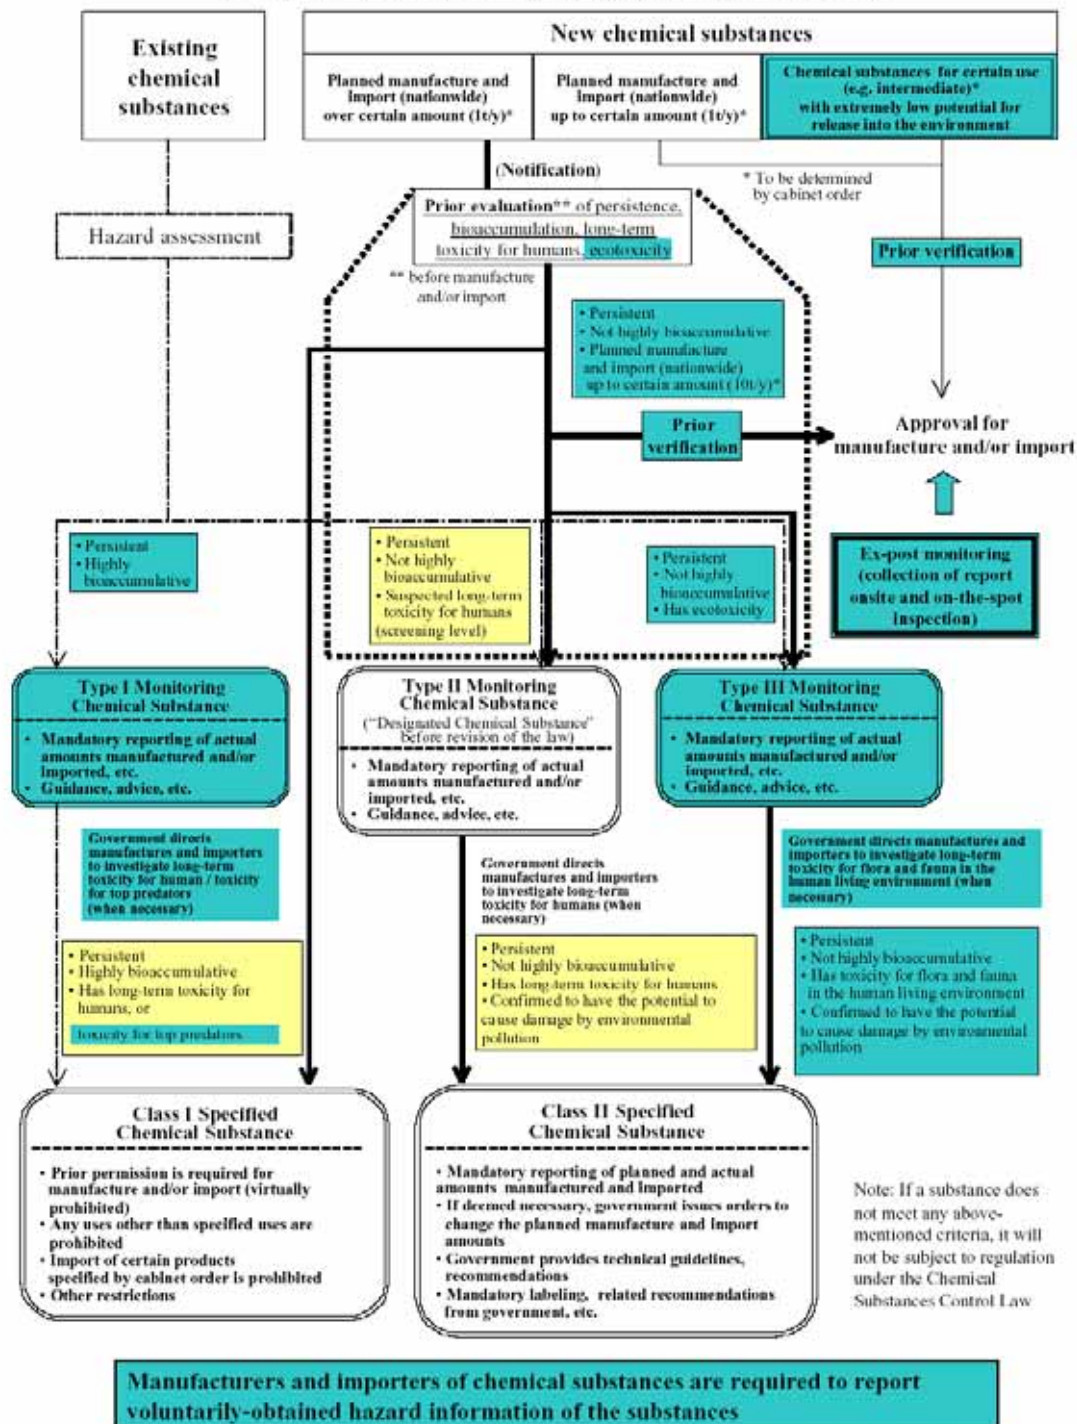 Existing
chemical
substances
New chemical substances
Planned manufacture and
import (nationwide)
over certain amount (1t/y)*
Planned manufacture and
import (nationwide)
up to certain amount (1t/y)*
Chemical substances for certain use
(e.g, intermediate)*
with extremely low potential for
release into the environment
(Notification)
* To be determined
by cabinet order
Prior evaluation** of persistence,
bioaccumulation, long-term
toxicity for humans, ecotoxicity
** before manufacture
and/or import
Hazard assessment
Prior verification
• Persistent
• Not highly bioaccumulative
• Planned manufacture
and import (nationwide)
up to certain amount (10t/y)*
Prior
verification
Approval for
manufacture and/or import
• Persistent
• Highly
bioaccumulative
• Persistent
• Not highly
bioaccumulative
• Suspected long-term
toxicity for humans
(screening level)
• Persistent
• Not highly
bioaccumulative
• Has ecotoxicity
Ex-post monitoring
(collection of report
onsite and on-the-spot
inspection)
Type I Monitoring
Chemical Substance
• Mandatory reporting of actual
amounts manufactured and/or
imported, etc.
• Guidance, advice, etc.
Type II Monitoring
Chemical Substance
("Designated Chemical Substance"
before revision of the law)
• Mandatory reporting of actual
amounts manufactured and/or
imported, etc.
• Guidance, advice, etc.
Type III Monitoring
Chemical Substance
• Mandatory reporting of actual
amounts manufactured and/or
imported, etc.
• Guidance, advice, etc.
Government directs
manufactures and importers
to investigate long-term
toxicity for human / toxicity
for top predators
(when necessary)
Government directs
manufactures and importers
to investigate long-term
toxicity for humans (when
necessary)
Government directs manufactures and
importers to investigate long-term
toxicity for flora and fauna in the
human living environment (when
necessary)
• Persistent
• Highly bioaccumulative
• Has long-term toxicity for
humans, or
toxicity for top predators
• Persistent
• Not highly bioaccumulative
• Has long-term toxicity for humans
• Confirmed to have the potential to
cause damage by environmental
pollution
• Persistent
• Not highly bioaccumulative
• Has toxicity for flora and fauna
in the human living environment
• Confirmed to have the potential
to cause damage by environmental
pollution
Class I Specified
Chemical Substance
• Prior permission is required for
manufacture and/or import (virtually
prohibited)
• Any uses other than specified uses are
prohibited
• Import of certain products
specified by cabinet order is prohibited
• Other restrictions
Class II Specified
Chemical Substance
• Mandatory reporting of planned and actual
amounts manufactured and imported
• If deemed necessary, government issues orders to
change the planned manufacture and import
amounts
• Government provides technical guidelines,
recommendations
• Mandatory labeling, related recommendations
from government, etc.
Note: If a substance does
not meet any above-
mentioned criteria, it will
not be subject to regulation
under the Chemical
Substances Control Law
Manufacturers and importers of chemical substances are required to report
voluntarily-obtained hazard information of the substances